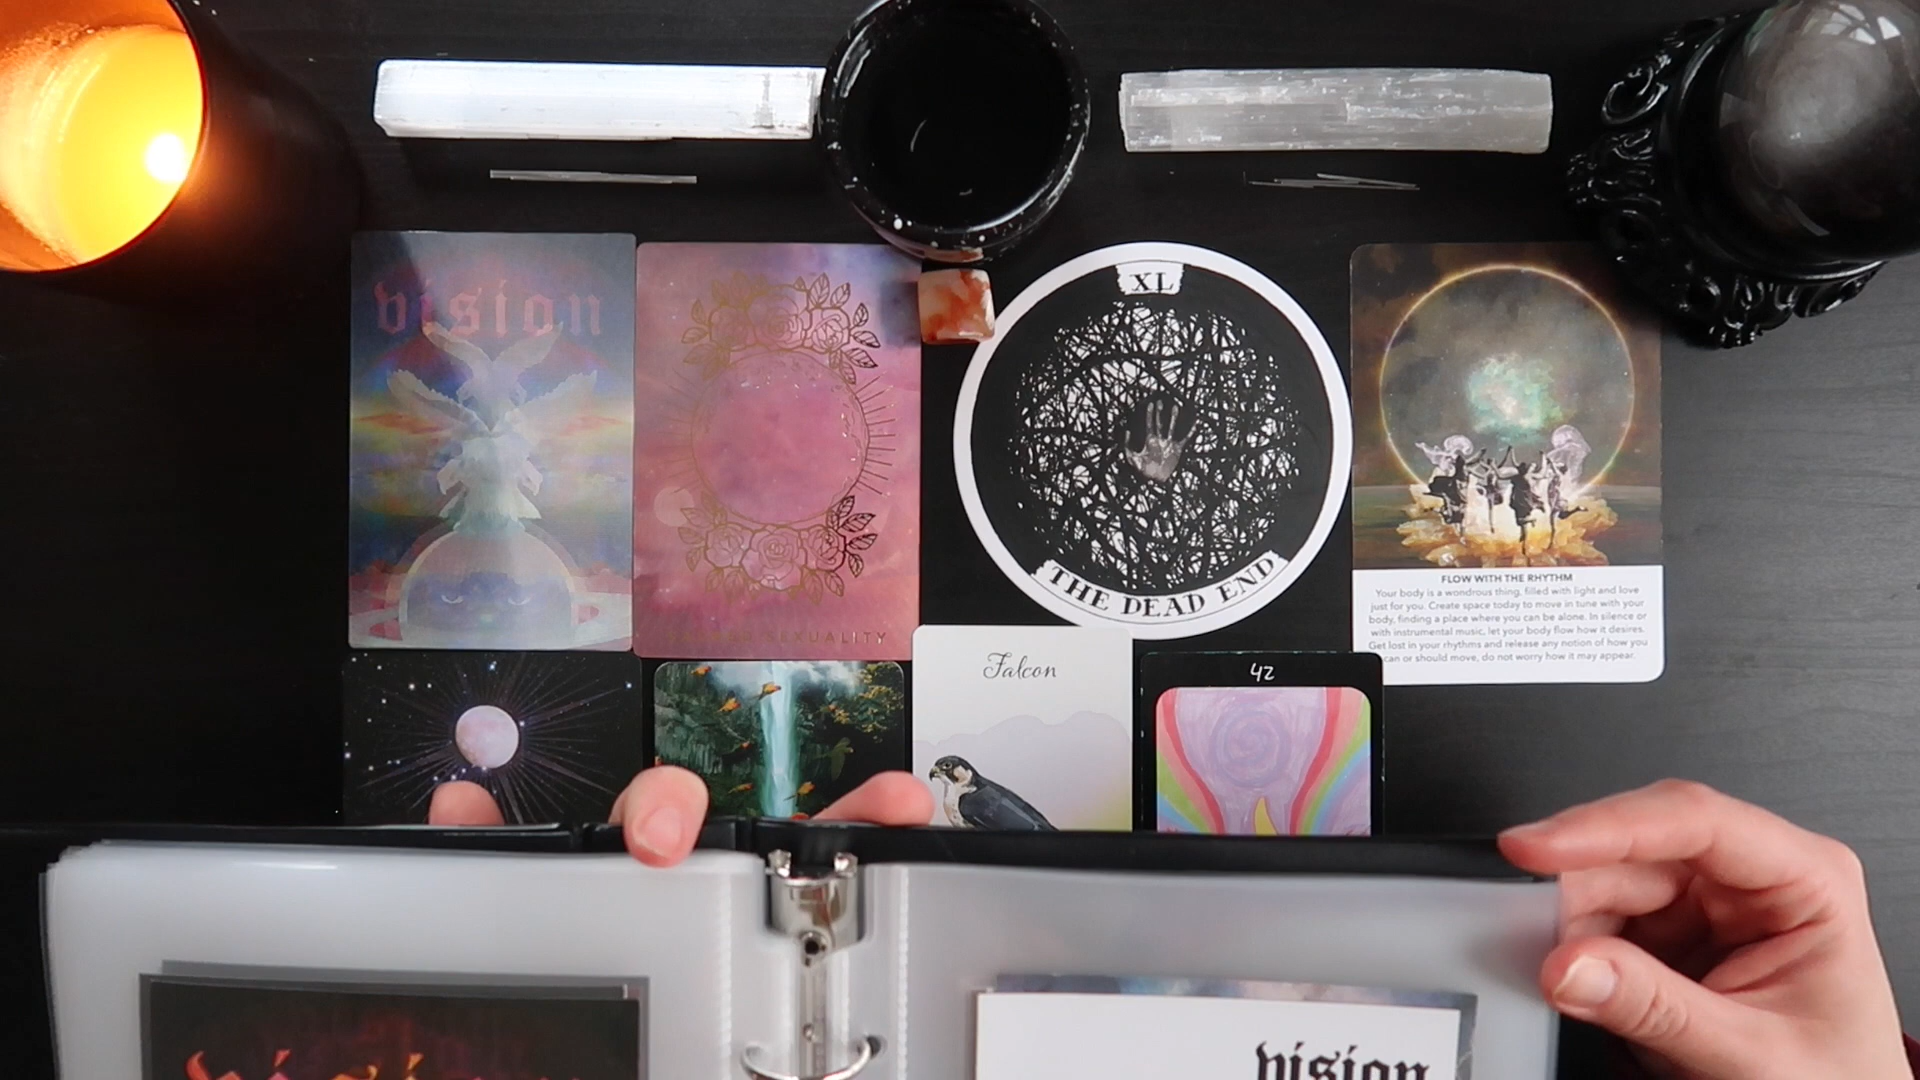 vision
SEXUALITY
XL
THE DEAD END
FLOW WITH THE RHYTHM
Your body is a wondrous thing, filled with light and love
just for you. Create space today to move in tune with your
body, finding a place where you can be alone. In silence or
with instrumental music, let your body flow how it desires.
Get lost in your rhythms and release any notion of how you
can or should move, do not worry how it may appear.
Falcon
42
vision